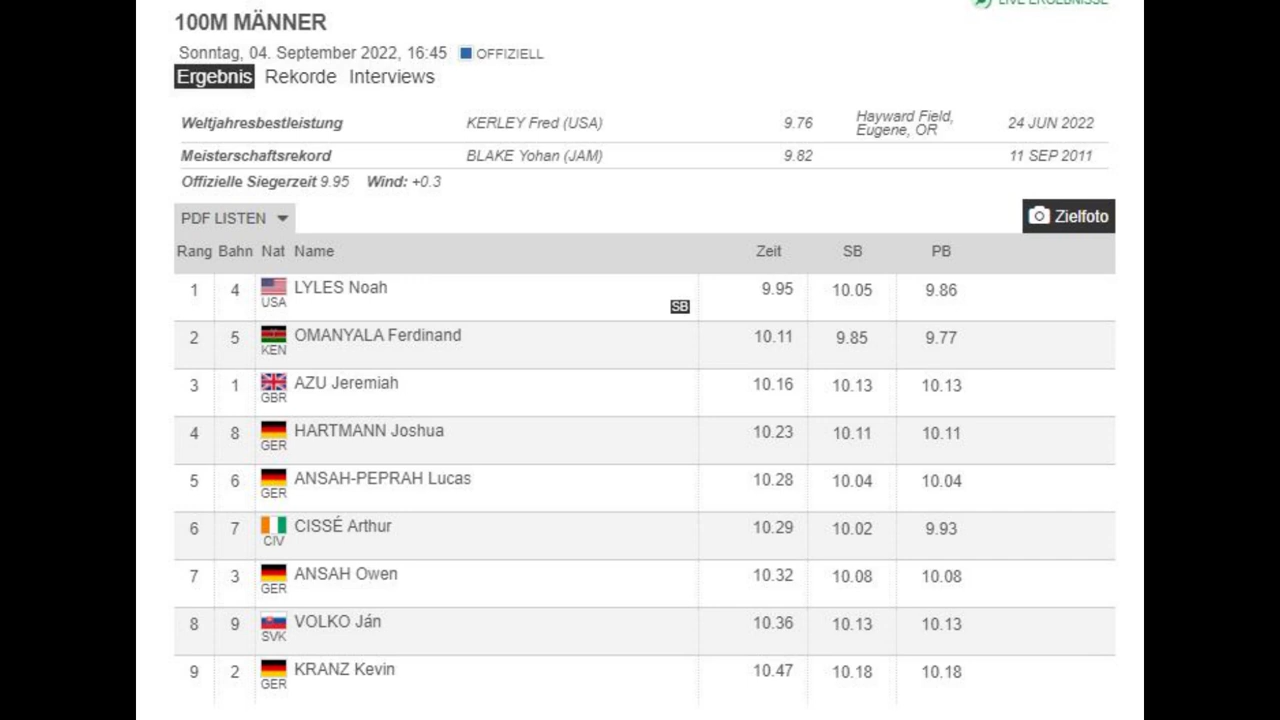 LIVE ERGEBNISSE
100M MÄNNER
Sonntag, 04. September 2022, 16:45 OFFIZIELL
Ergebnis Rekorde Interviews
Weltjahresbestleistung KERLEY Fred (USA) 9.76 Hayward Field, Eugene, OR 24 JUN 2022
Meisterschaftsrekord BLAKE Yohan (JAM) 9.82 11 SEP 2011
Offizielle Siegerzeit 9.95 Wind: +0.3
PDF LISTEN Zielfoto
Rang Bahn Nat Name Zeit SB PB
1 4 USA LYLES Noah SB 9.95 10.05 9.86
2 5 KEN OMANYALA Ferdinand 10.11 9.85 9.77
3 1 GBR AZU Jeremiah 10.16 10.13 10.13
4 8 GER HARTMANN Joshua 10.23 10.11 10.11
5 6 GER ANSAH-PEPRAH Lucas 10.28 10.04 10.04
6 7 CIV CISSÉ Arthur 10.29 10.02 9.93
7 3 GER ANSAH Owen 10.32 10.08 10.08
8 9 SVK VOLKO Ján 10.36 10.13 10.13
9 2 GER KRANZ Kevin 10.47 10.18 10.18